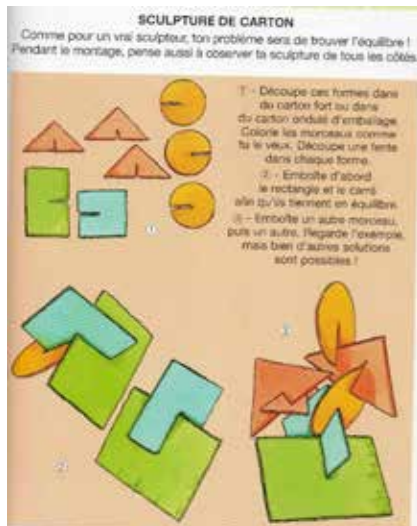 SCULPTURE DE CARTON
Comme pour un vrai sculpteur, ton problème sera de trouver l'équilibre !
Pendant le montage, pense aussi à observer ta sculpture de tous les côtés
① - Découpe ces formes dans
du carton fort ou dans
du carton ondulé d'emballage.
Colorie les morceaux comme
tu le veux. Découpe une fente
dans chaque forme.
② - Emboîte d'abord
le rectangle et le carré
afin qu'ils tiennent en équilibre.
③ - Emboîte un autre morceau,
puis un autre. Regarde l'exemple,
mais bien d'autres solutions
sont possibles !
①
③
②